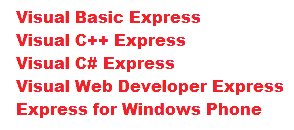 Visual Basic Express
Visual C++ Express
Visual C# Express
Visual Web Developer Express
Express for Windows Phone